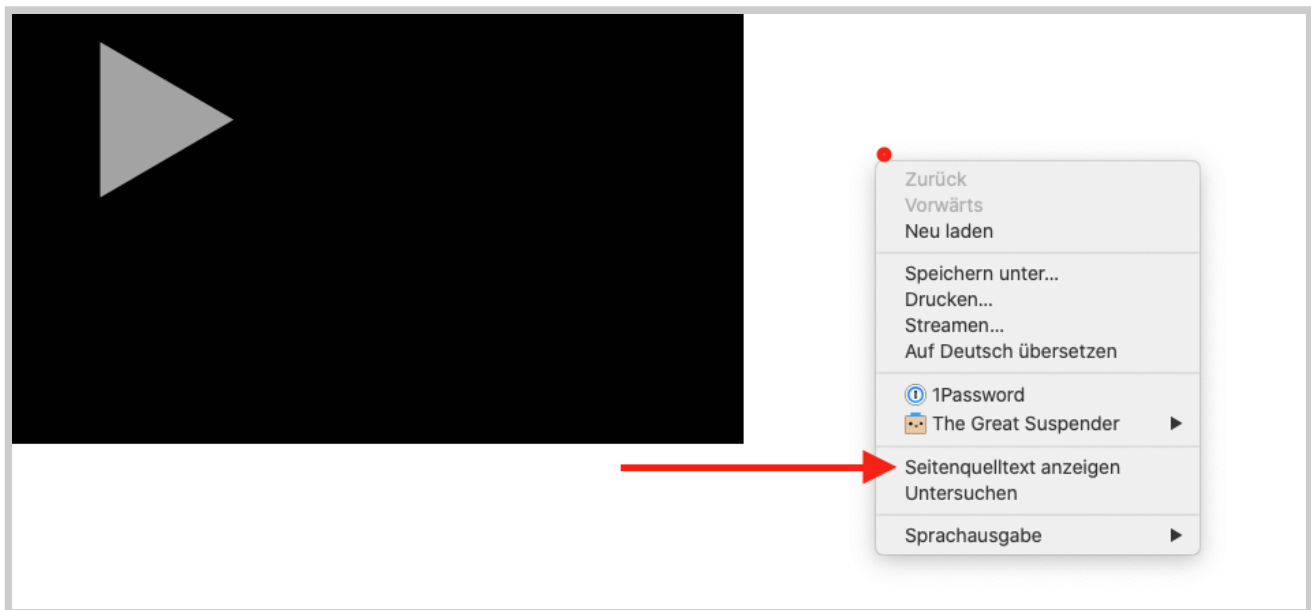 Zurück
Vorwärts
Neu laden
Speichern unter...
Drucken...
Streamen...
Auf Deutsch übersetzen
1Password
The Great Suspender
Seitenquelltext anzeigen
Untersuchen
Sprachausgabe